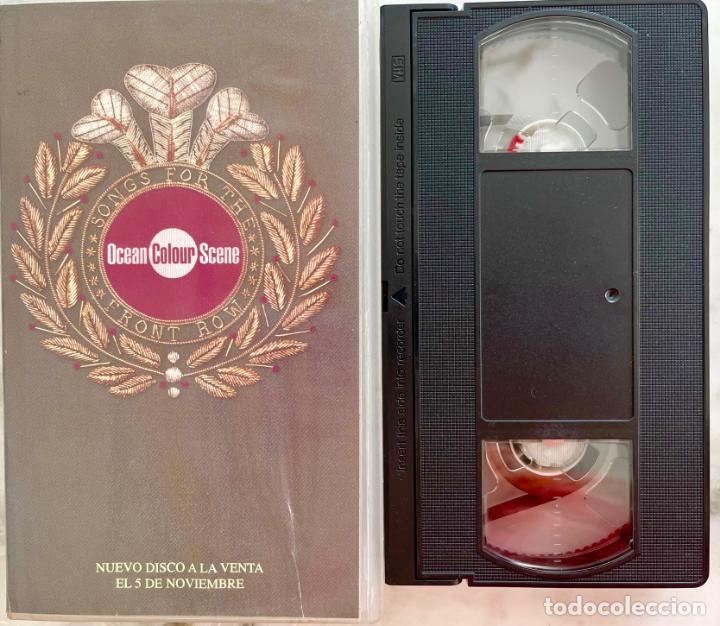 SONGS FOR THE
Ocean Colour Scene
FRONT ROW
NUEVO DISCO A LA VENTA
EL 5 DE NOVIEMBRE
VHS
Do not touch the tape inside
Insert this side into recorder
todocoleccion